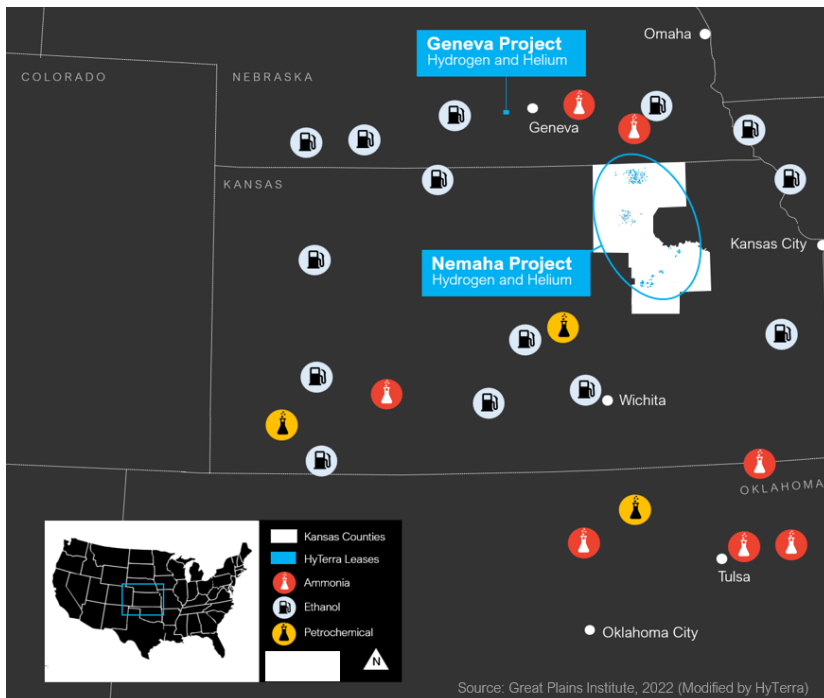 Geneva Project
Hydrogen and Helium
Omaha
COLORADO
NEBRASKA
Geneva
KANSAS
Kansas City
Nemaha Project
Hydrogen and Helium
Wichita
OKLAHOMA
Tulsa
Oklahoma City
Kansas Counties
HyTerra Leases
Ammonia
Ethanol
Petrochemical
N
Source: Great Plains Institute, 2022 (Modified by HyTerra)